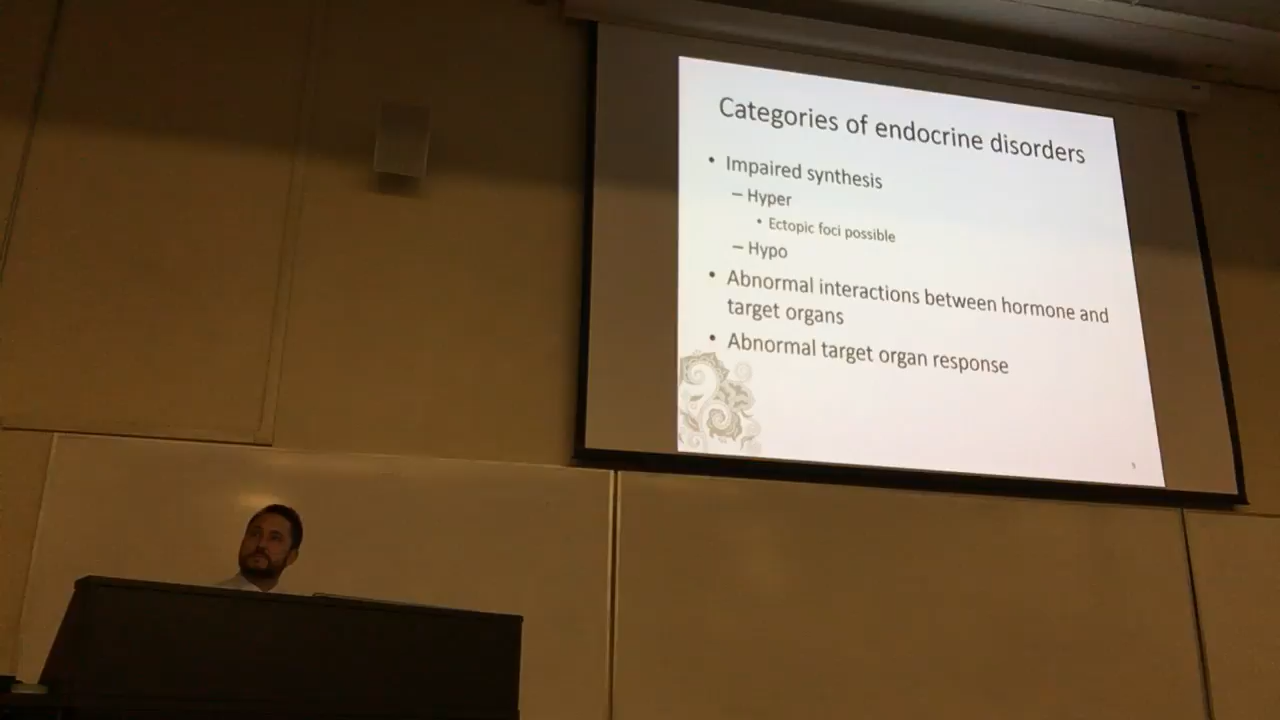 Categories of endocrine disorders
• Impaired synthesis
– Hyper
• Ectopic foci possible
– Hypo
• Abnormal interactions between hormone and
target organs
• Abnormal target organ response